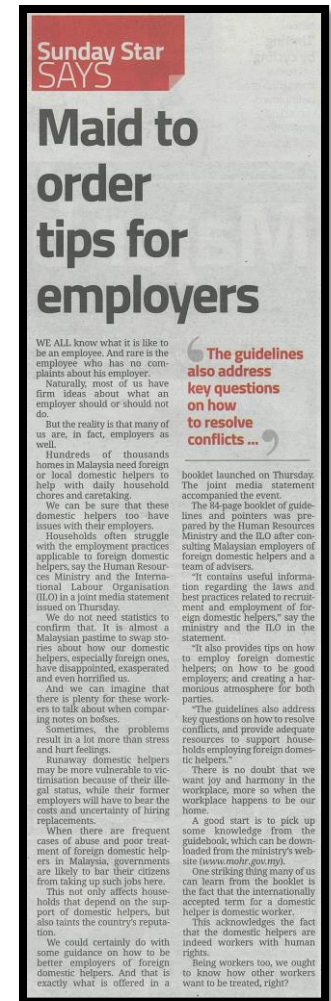 Sunday Star
SAYS
Maid to
order
tips for
employers
WE ALL know what it is like to
be an employee. And rare is the
employee who has no com-
plaints about his employer.
Naturally, most of us have
firm ideas about what an
employer should or should not
do.
But the reality is that many of
us are, in fact, employers as
well.
Hundreds of thousands
homes in Malaysia need foreign
or local domestic helpers to
help with daily household
chores and caretaking.
We can be sure that these
domestic helpers too have
issues with their employers.
Households often struggle
with the employment practices
applicable to foreign domestic
helpers, say the Human Resour-
ces Ministry and the Interna-
tional Labour Organisation
(ILO) in a joint media statement
issued on Thursday.
We do not need statistics to
confirm that. It is almost a
Malaysian pastime to swap sto-
ries about how our domestic
helpers, especially foreign ones,
have disappointed, exasperated
and even horrified us.
And we can imagine that
there is plenty for these work-
ers to talk about when compar-
ing notes on bosses.
Sometimes, the problems
result in a lot more than stress
and hurt feelings.
Runaway domestic helpers
may be more vulnerable to vic-
timisation because of their ille-
gal status, while their former
employers will have to bear the
costs and uncertainty of hiring
replacements.
When there are frequent
cases of abuse and poor treat-
ment of foreign domestic help-
ers in Malaysia, governments
are likely to bar their citizens
from taking up such jobs here.
This not only affects house-
holds that depend on the sup-
port of domestic helpers, but
also taints the country's reputa-
tion.
We could certainly do with
some guidance on how to be
better employers of foreign
domestic helpers. And that is
exactly what is offered in a
‘ The guidelines
also address
key questions
on how
to resolve
conflicts ... ’
booklet launched on Thursday.
The joint media statement
accompanied the event.
The 84-page booklet of guide-
lines and pointers was pre-
pared by the Human Resources
Ministry and the ILO after con-
sulting Malaysian employers of
foreign domestic helpers and a
team of advisers.
"It contains useful informa-
tion regarding the laws and
best practices related to recruit-
ment and employment of for-
eign domestic helpers," say the
ministry and the ILO in the
statement.
"It also provides tips on how
to employ foreign domestic
helpers; on how to be good
employers; and creating a har-
monious atmosphere for both
parties.
"The guidelines also address
key questions on how to resolve
conflicts, and provide adequate
resources to support house-
holds employing foreign domes-
tic helpers."
There is no doubt that we
want joy and harmony in the
workplace, more so when the
workplace happens to be our
home.
A good start is to pick up
some knowledge from the
guidebook, which can be down-
loaded from the ministry's web-
site (www.mohr.gov.my).
One striking thing many of us
can learn from the booklet is
the fact that the internationally
accepted term for a domestic
helper is domestic worker.
This acknowledges the fact
that the domestic helpers are
indeed workers with human
rights.
Being workers too, we ought
to know how other workers
want to be treated, right?